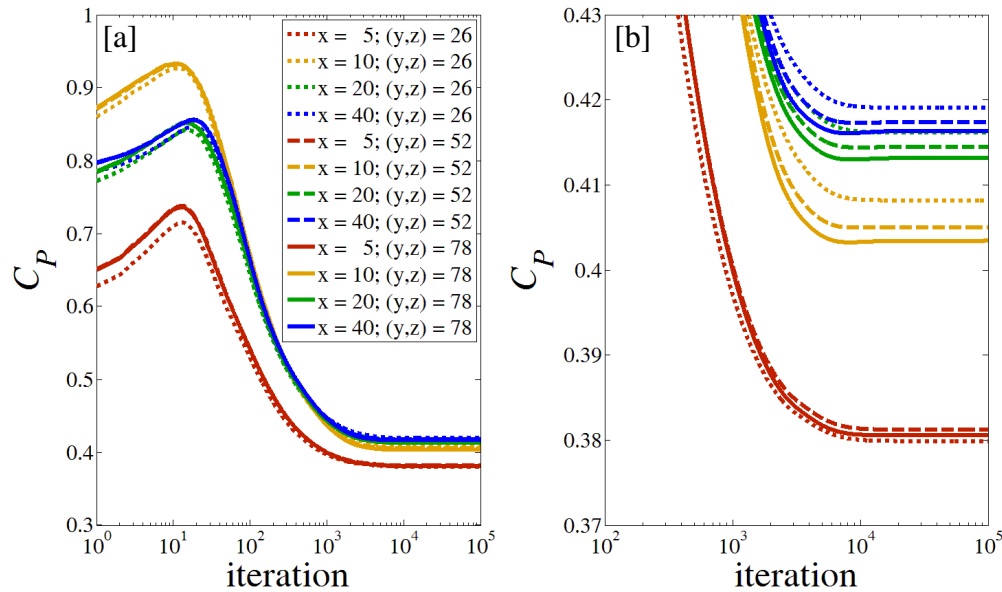 [a]
1
0.9
0.8
0.7
0.6
0.5
0.4
0.3
C_P
10^0
10^1
10^2
10^3
10^4
10^5
iteration
x = 5; (y,z) = 26
x = 10; (y,z) = 26
x = 20; (y,z) = 26
x = 40; (y,z) = 26
x = 5; (y,z) = 52
x = 10; (y,z) = 52
x = 20; (y,z) = 52
x = 40; (y,z) = 52
x = 5; (y,z) = 78
x = 10; (y,z) = 78
x = 20; (y,z) = 78
x = 40; (y,z) = 78
[b]
0.43
0.42
0.41
0.4
0.39
0.38
0.37
C_P
10^2
10^3
10^4
10^5
iteration